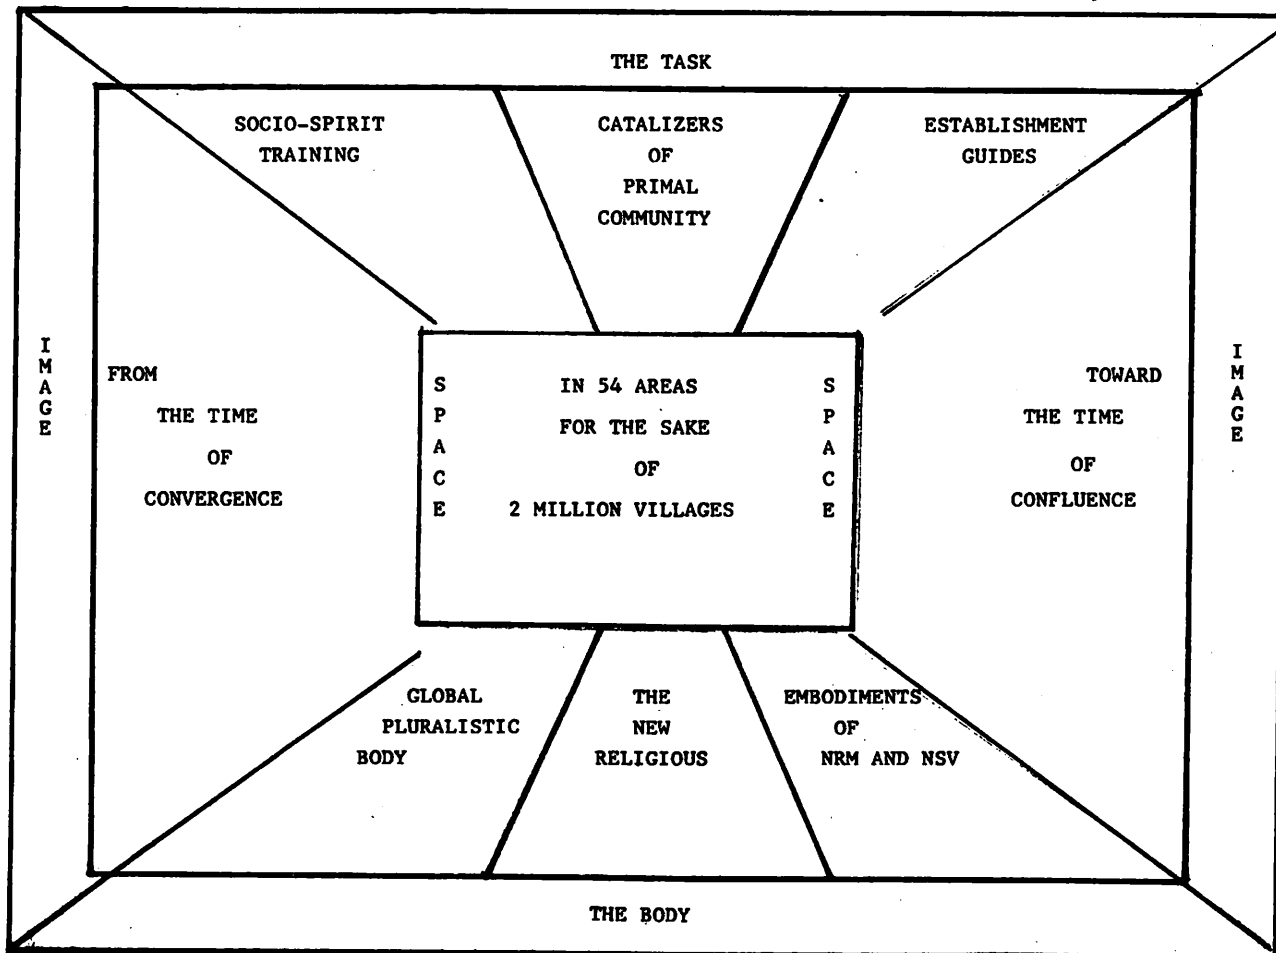 THE TASK
SOCIO-SPIRIT
TRAINING
CATALIZERS
OF
PRIMAL
COMMUNITY
ESTABLISHMENT
GUIDES
IMAGE
FROM
THE TIME
OF
CONVERGENCE
SPACE
IN 54 AREAS
FOR THE SAKE
OF
2 MILLION VILLAGES
SPACE
TOWARD
THE TIME
OF
CONFLUENCE
IMAGE
GLOBAL
PLURALISTIC
BODY
THE
NEW
RELIGIOUS
EMBODIMENTS
OF
NRM AND NSV
THE BODY